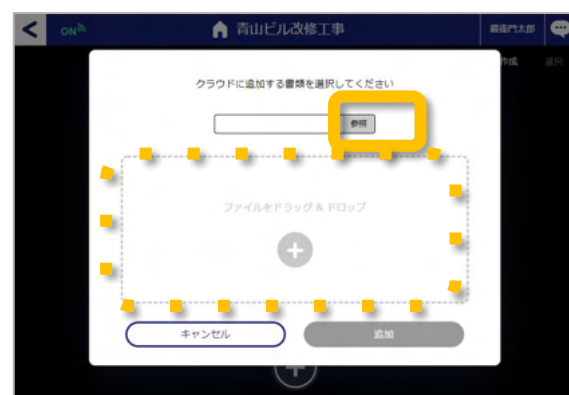 ON
青山ビル改修工事
蔵衛門太郎
作成
選択
クラウドに追加する書類を選択してください
参照
ファイルをドラッグ & ドロップ
キャンセル
追加